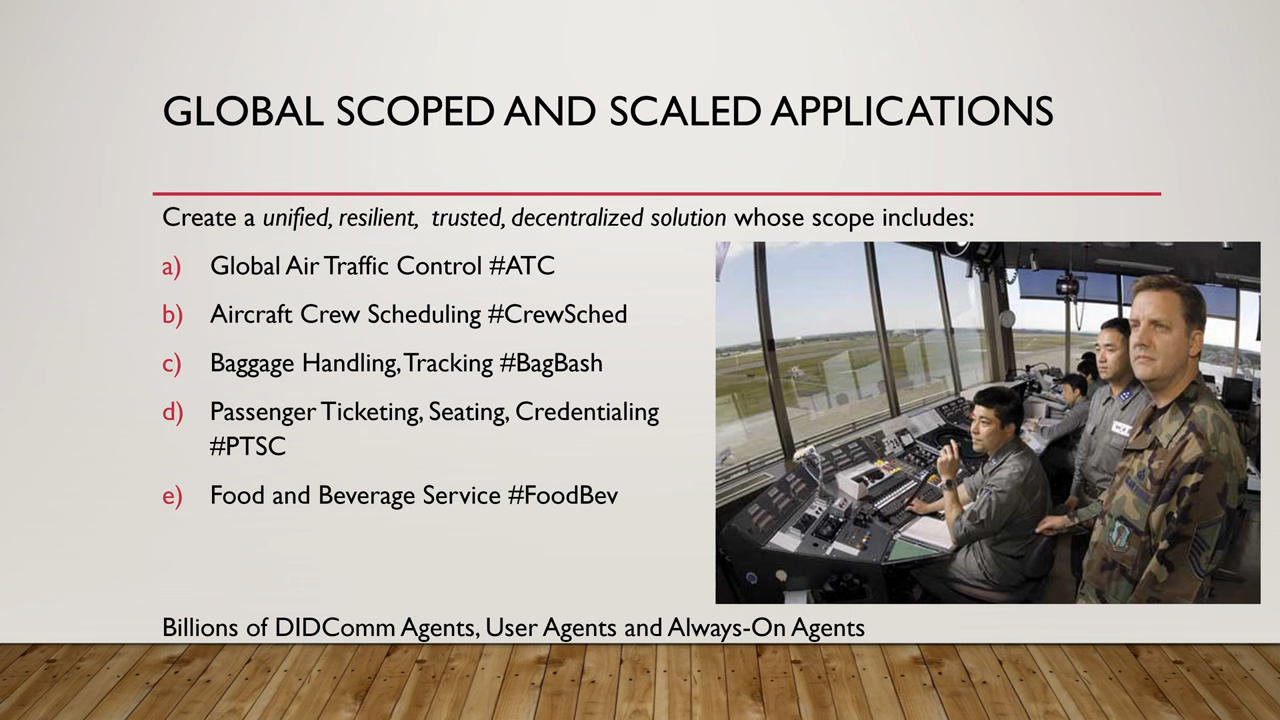 GLOBAL SCOPED AND SCALED APPLICATIONS
Create a unified, resilient, trusted, decentralized solution whose scope includes:
a) Global Air Traffic Control #ATC
b) Aircraft Crew Scheduling #CrewSched
c) Baggage Handling, Tracking #BagBash
d) Passenger Ticketing, Seating, Credentialing
#PTSC
e) Food and Beverage Service #FoodBev
Billions of DIDComm Agents, User Agents and Always-On Agents